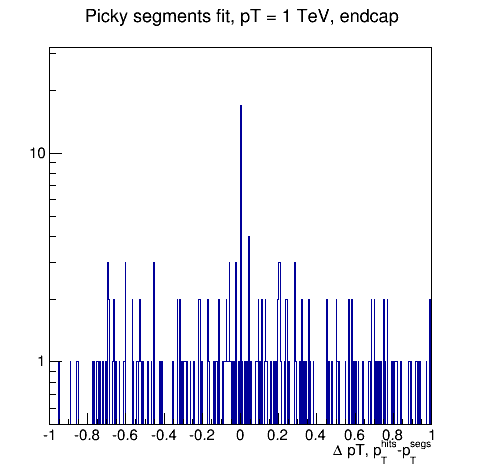 Picky segments fit, pT = 1 TeV, endcap
10
1
-1 -0.8 -0.6 -0.4 -0.2 0 0.2 0.4 0.6 0.8 1
Δ pT, p_T^hits-p_T^segs